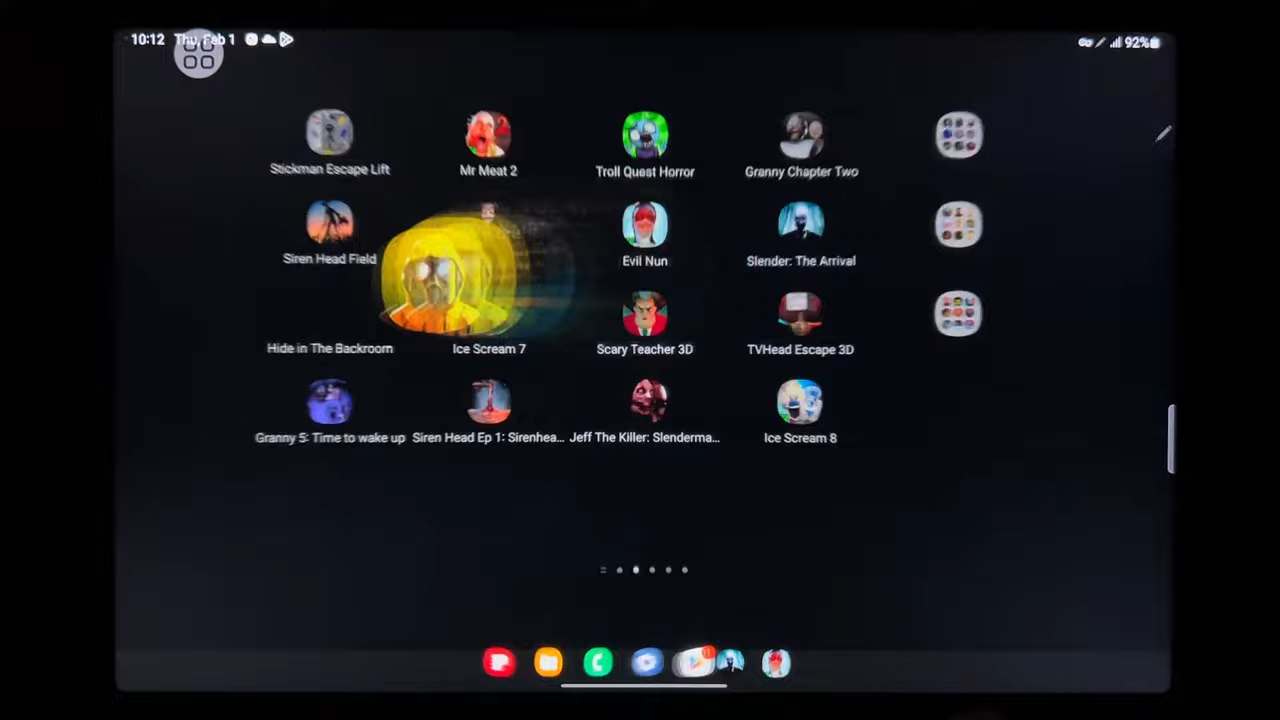 10:12 Thu, Feb 1
92%
Stickman Escape Lift
Mr Meat 2
Troll Quest Horror
Granny Chapter Two
Siren Head Field
Evil Nun
Slender: The Arrival
Hide in The Backroom
Ice Scream 7
Scary Teacher 3D
TVHead Escape 3D
Granny 5: Time to wake up
Siren Head Ep 1: Sirenhea...
Jeff The Killer: Slenderma...
Ice Scream 8